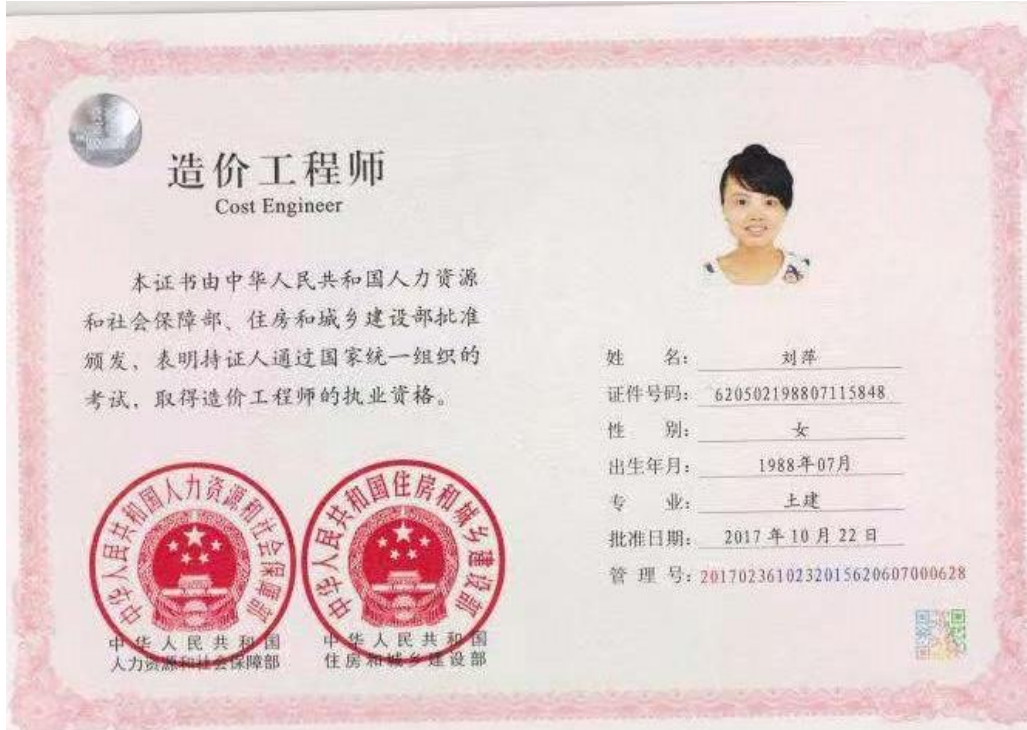 造价工程师
Cost Engineer
本证书由中华人民共和国人力资源
和社会保障部、住房和城乡建设部批准
颁发，表明持证人通过国家统一组织的
考试，取得造价工程师的执业资格。
中华人民共和国人力资源和社会保障部
中华人民共和国
人力资源和社会保障部
中华人民共和国住房和城乡建设部
中华人民共和国
住房和城乡建设部
姓 名: 刘萍
证件号码: 620502198807115848
性 别: 女
出生年月: 1988年07月
专 业: 土建
批准日期: 2017 年 10 月 22 日
管 理 号: 2017023610232015620607000628